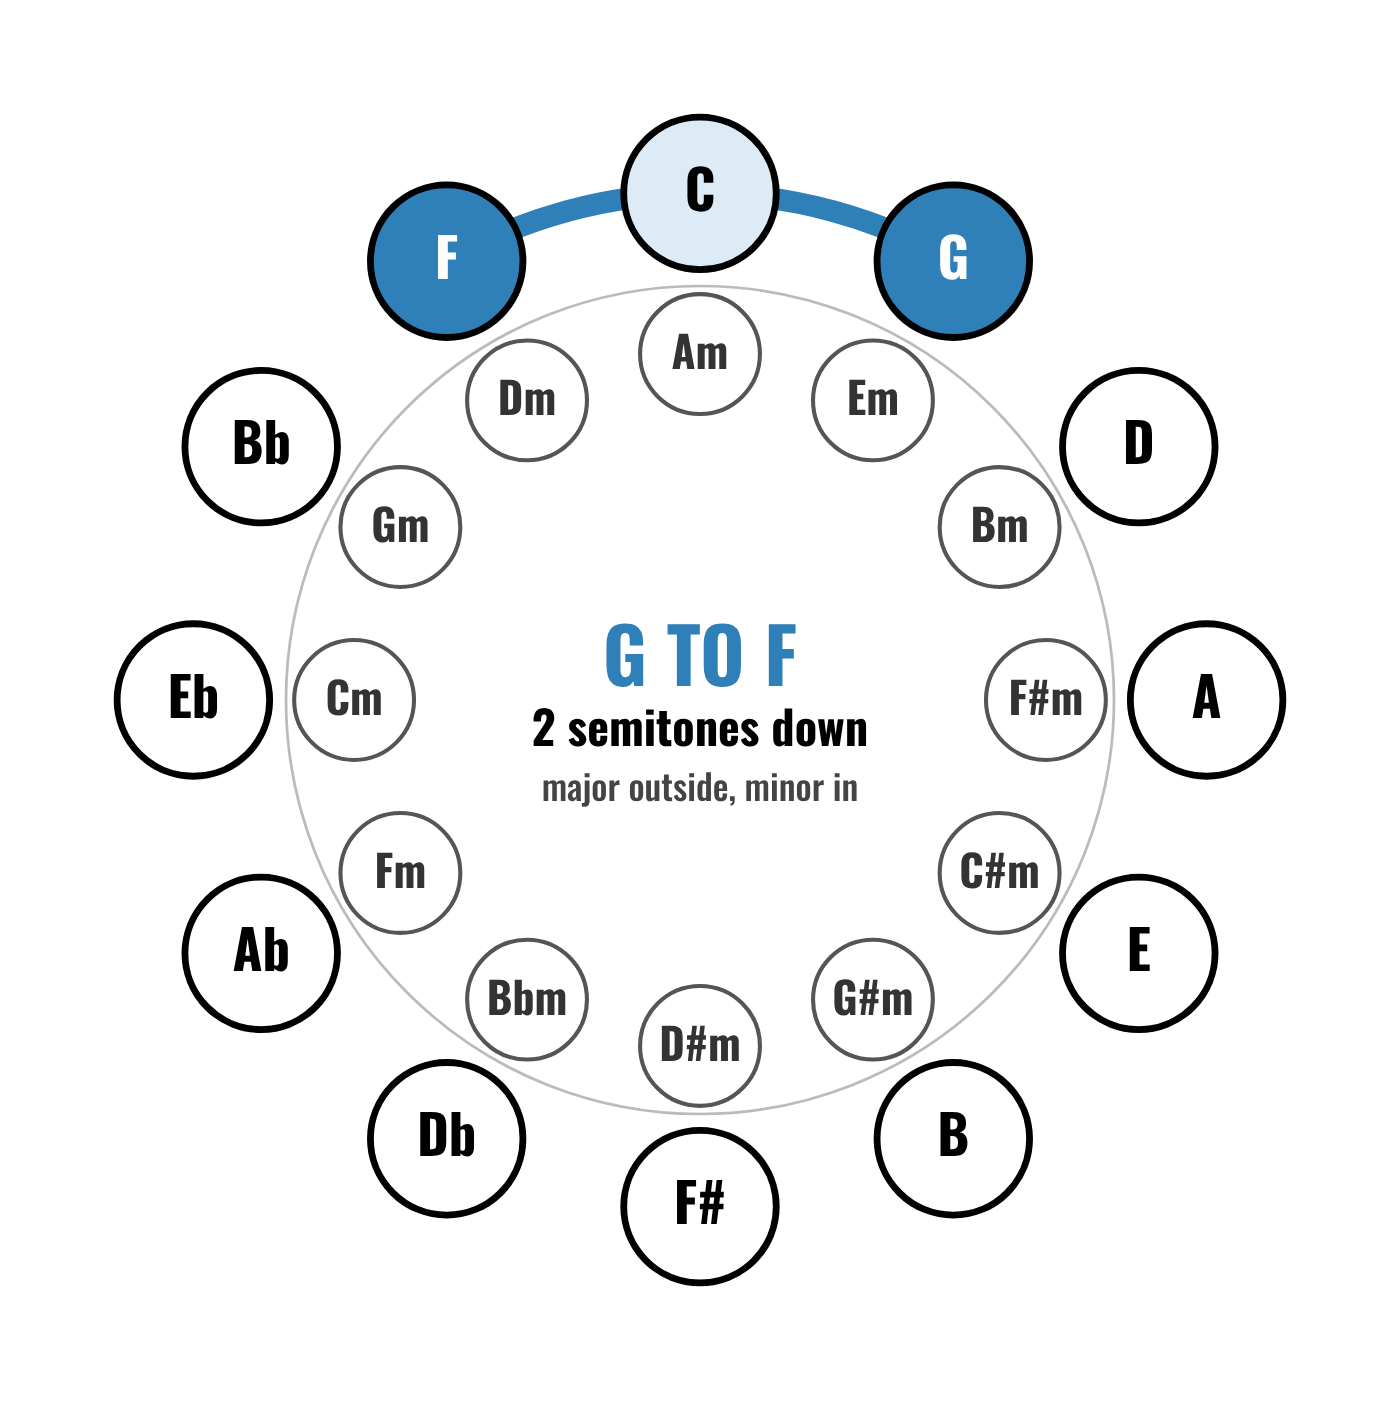 C
F
G
Am
Dm
Em
Bb
D
Gm
Bm
G TO F
2 semitones down
major outside, minor in
Eb
Cm
F#m
A
Fm
C#m
Ab
E
Bbm
G#m
D#m
Db
B
F#